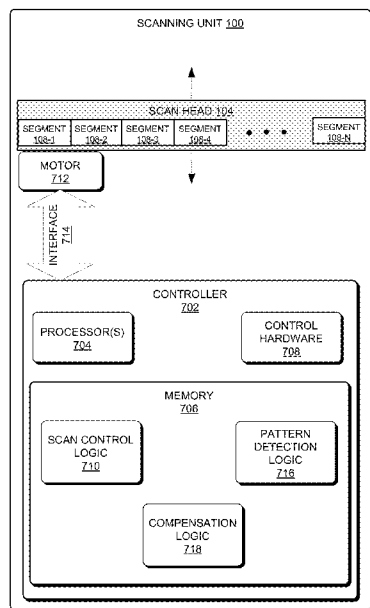 SCANNING UNIT 100
SCAN HEAD 104
SEGMENT SEGMENT SEGMENT SEGMENT SEGMENT
108-1 108-2 108-3 108-4 108-N
MOTOR
712
INTERFACE
714
CONTROLLER
702
PROCESSOR(S)
704
CONTROL
HARDWARE
708
MEMORY
706
SCAN CONTROL
LOGIC
710
PATTERN
DETECTION
LOGIC
716
COMPENSATION
LOGIC
718